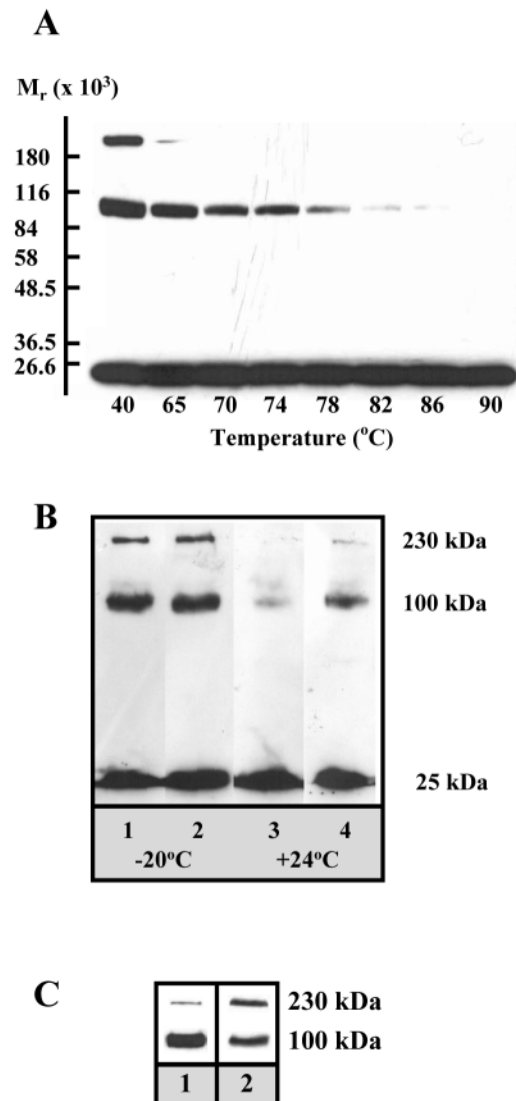 A
Mr (x 10³)
180
116
84
58
48.5
36.5
26.6
40 65 70 74 78 82 86 90
Temperature (°C)
B
230 kDa
100 kDa
25 kDa
1 2 3 4
-20°C +24°C
C
230 kDa
100 kDa
1 2